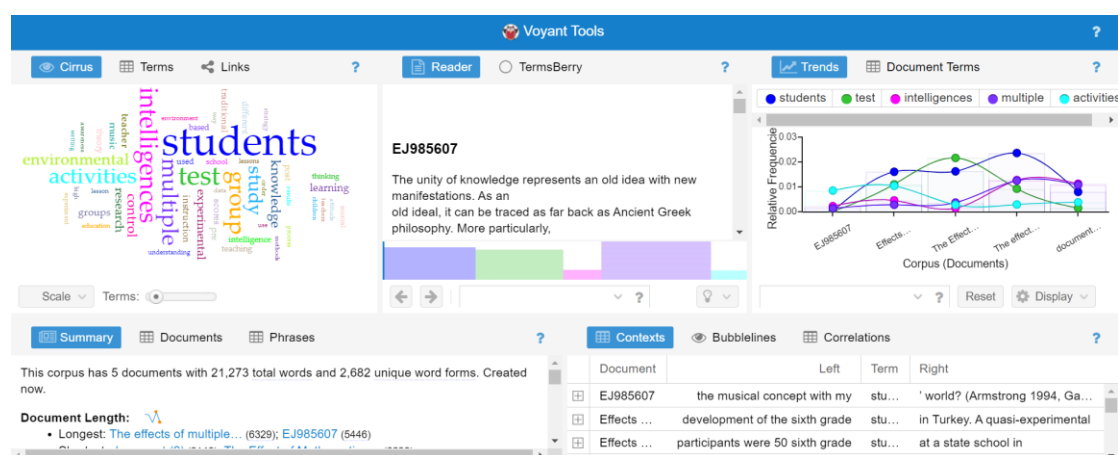 Voyant Tools
?
Cirrus Terms Links ?
Reader TermsBerry ?
Trends Document Terms ?
students
intelligences
multiple
test
group
activities
environmental
study
knowledge
experimental
control
research
groups
learning
thinking
intelligence
teaching
instruction
music
teacher
traditional
environment
based
used
school
lessons
lesson
education
understanding
use
methods
EJ985607
The unity of knowledge represents an old idea with new
manifestations. As an
old ideal, it can be traced as far back as Ancient Greek
philosophy. More particularly,
students test intelligences multiple activities
Relative Frequencie
0.03
0.02
0.01
0.00
EJ985607
Effects...
The Effect...
The effect...
document...
Corpus (Documents)
Scale Terms:
?
? Reset Display
Summary Documents Phrases ?
This corpus has 5 documents with 21,273 total words and 2,682 unique word forms. Created
now.
Document Length:
Longest: The effects of multiple... (6329); EJ985607 (5446)
Contexts Bubblelines Correlations ?
Document Left Term Right
EJ985607 the musical concept with my stu... ' world? (Armstrong 1994, Ga...
Effects ... development of the sixth grade stu... in Turkey. A quasi-experimental
Effects ... participants were 50 sixth grade stu... at a state school in